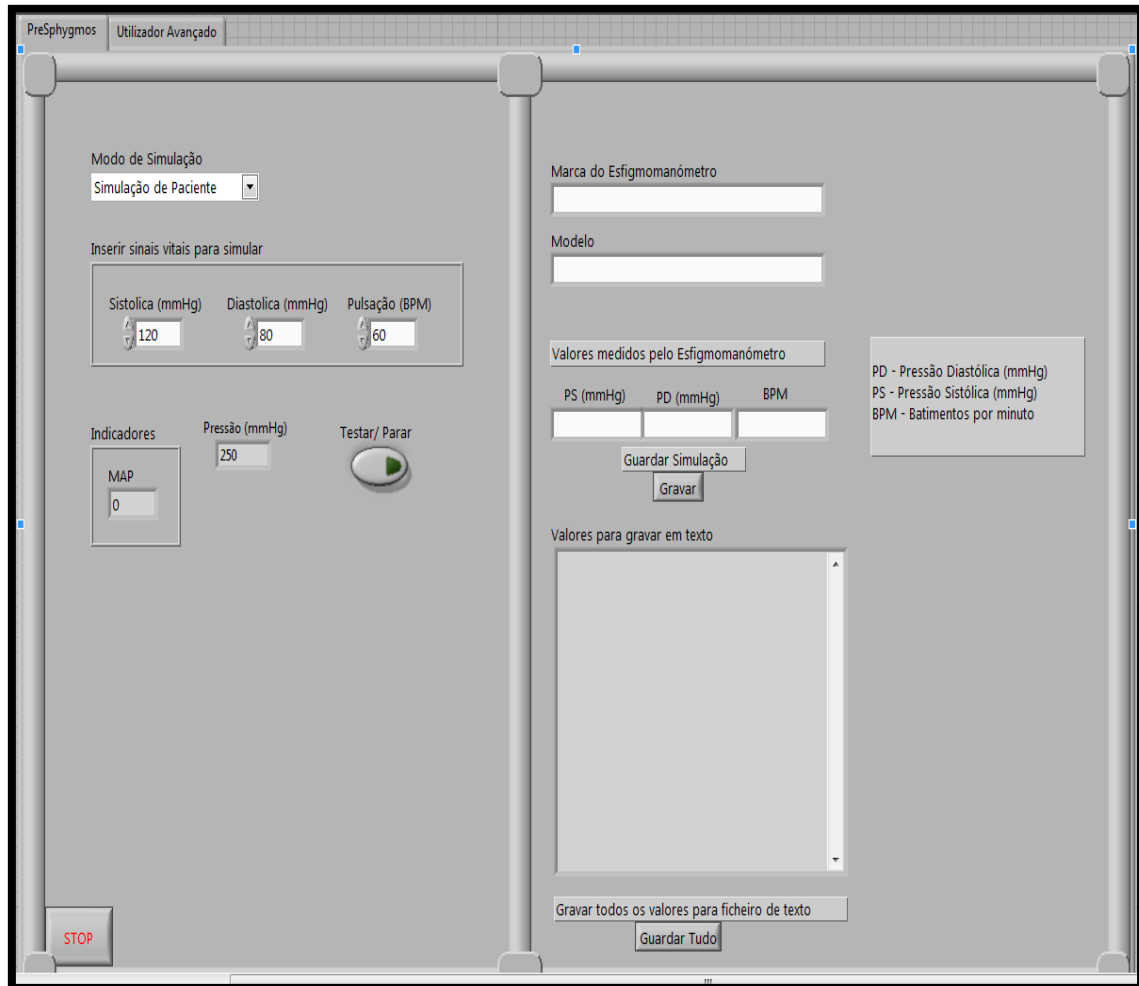 PreSphygmos
Utilizador Avançado
Modo de Simulação
Simulação de Paciente
Inserir sinais vitais para simular
Sistolica (mmHg) Diastolica (mmHg) Pulsação (BPM)
120 80 60
Indicadores
MAP
0
Pressão (mmHg)
250
Testar/ Parar
STOP
Marca do Esfigmomanómetro
Modelo
Valores medidos pelo Esfigmomanómetro
PS (mmHg) PD (mmHg) BPM
Guardar Simulação
Gravar
PD - Pressão Diastólica (mmHg)
PS - Pressão Sistólica (mmHg)
BPM - Batimentos por minuto
Valores para gravar em texto
Gravar todos os valores para ficheiro de texto
Guardar Tudo